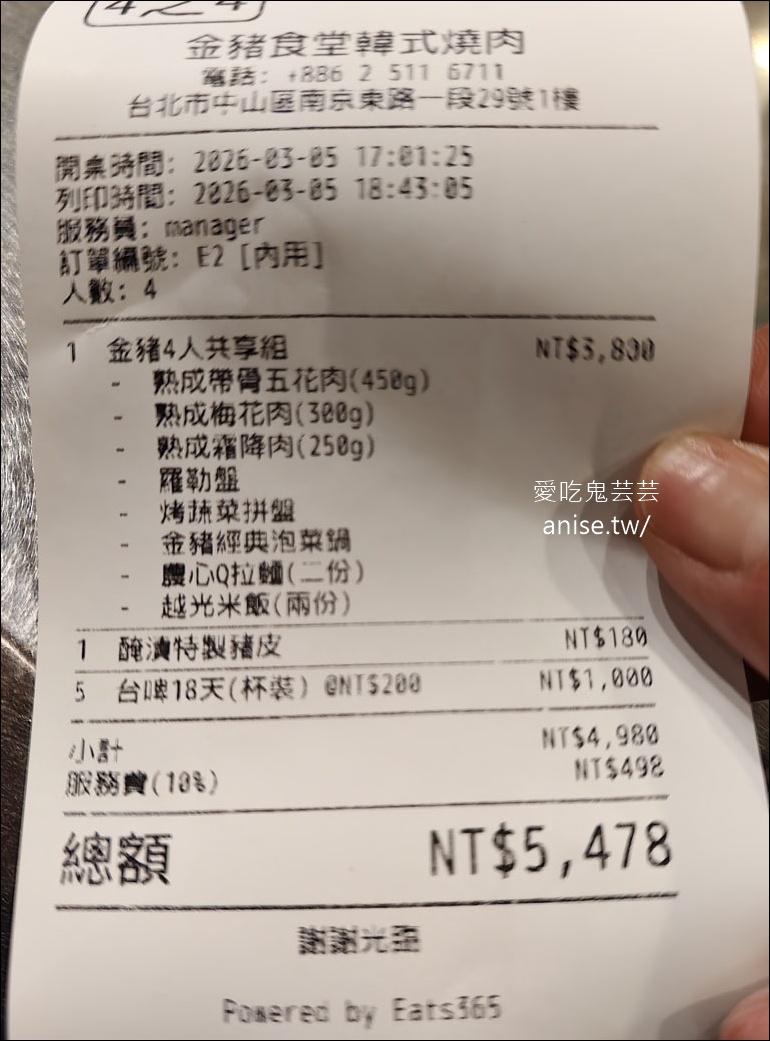 金豬食堂韓式燒肉
電話: +886 2 511 6711
台北市中山區南京東路一段29號1樓
開桌時間: 2026-03-05 17:01:25
列印時間: 2026-03-05 18:43:05
服務員: manager
訂單編號: E2 [內用]
人數: 4
1 金豬4人共享組 NT$3,800
- 熟成帶骨五花肉(450g)
- 熟成梅花肉(300g)
- 熟成霜降肉(250g)
- 羅勒盤
- 烤蔬菜拼盤
- 金豬經典泡菜鍋
- 農心Q拉麵(二份)
- 越光米飯(兩份)
愛吃鬼芸芸
anise.tw/
1 醃漬特製豬皮 NT$180
5 台啤18天(杯裝) @NT$200 NT$1,000
小計 NT$4,980
服務費(10%) NT$498
總額 NT$5,478
謝謝光臨
Powered by Eats365